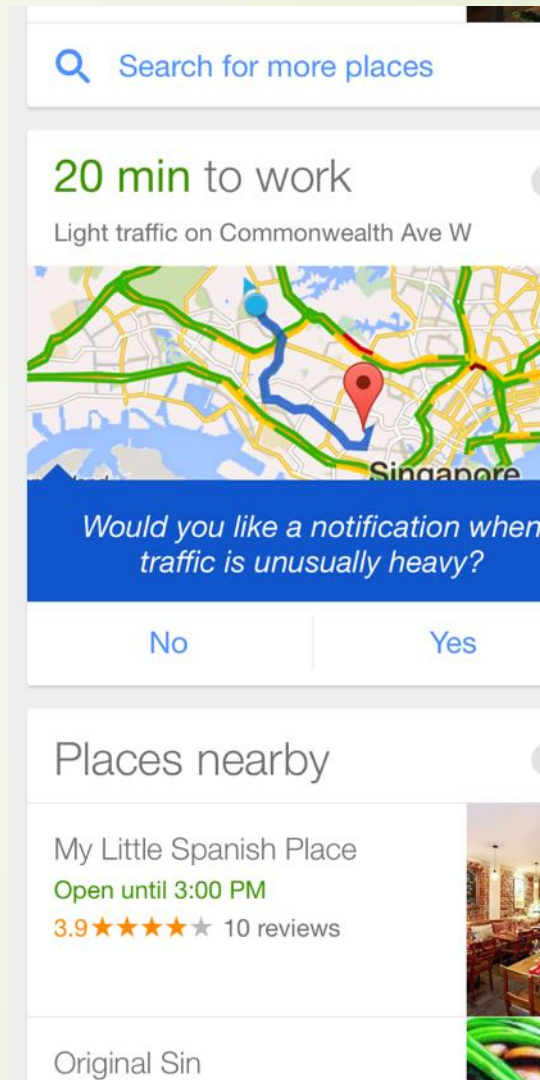 Search for more places
20 min to work
Light traffic on Commonwealth Ave W
Singapore
Would you like a notification when
traffic is unusually heavy?
No
Yes
Places nearby
My Little Spanish Place
Open until 3:00 PM
3.9 ★★★★★ 10 reviews
Original Sin